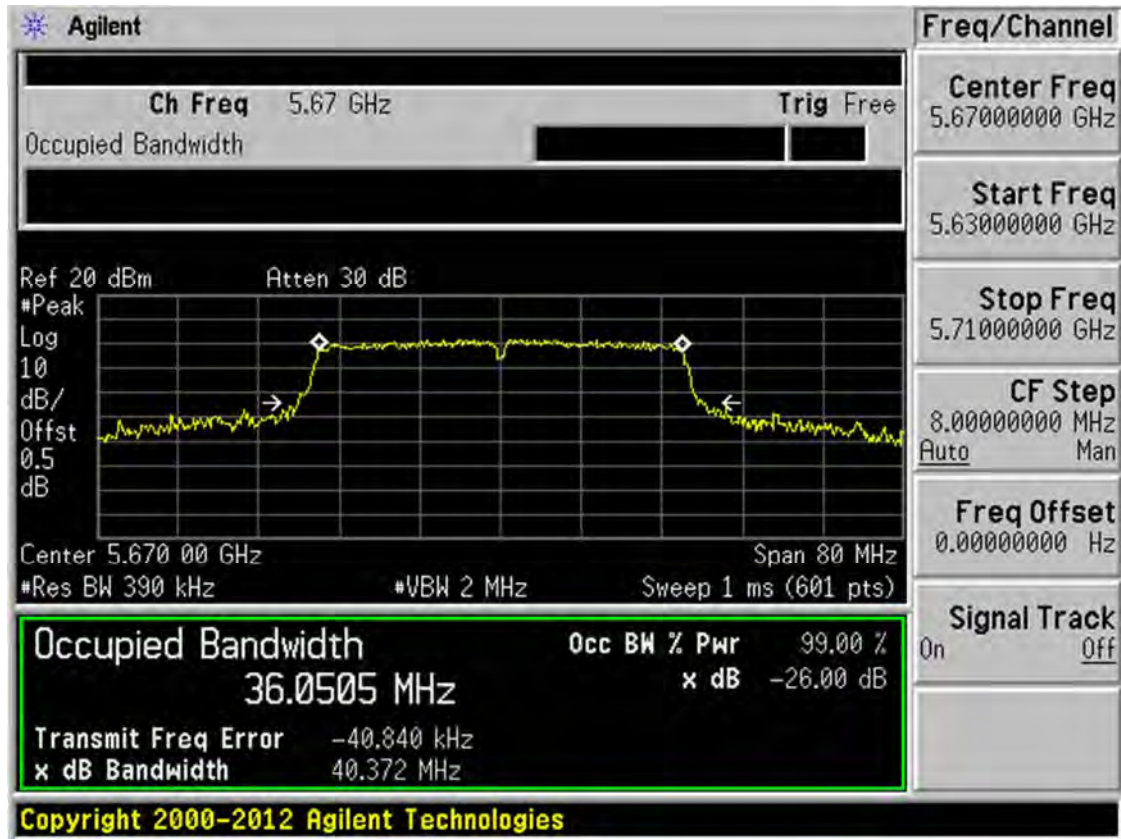 Agilent
Freq/Channel
Ch Freq 5.67 GHz Trig Free
Occupied Bandwidth
Center Freq
5.67000000 GHz
Start Freq
5.63000000 GHz
Stop Freq
5.71000000 GHz
CF Step
8.00000000 MHz
Auto Man
Freq Offset
0.00000000 Hz
Signal Track
On Off
Ref 20 dBm Atten 30 dB
#Peak
Log
10
dB/
Offst
0.5
dB
Center 5.670 00 GHz Span 80 MHz
#Res BW 390 kHz #VBW 2 MHz Sweep 1 ms (601 pts)
Occupied Bandwidth
36.0505 MHz
Occ BW % Pwr 99.00 %
x dB -26.00 dB
Transmit Freq Error -40.840 kHz
x dB Bandwidth 40.372 MHz
Copyright 2000-2012 Agilent Technologies